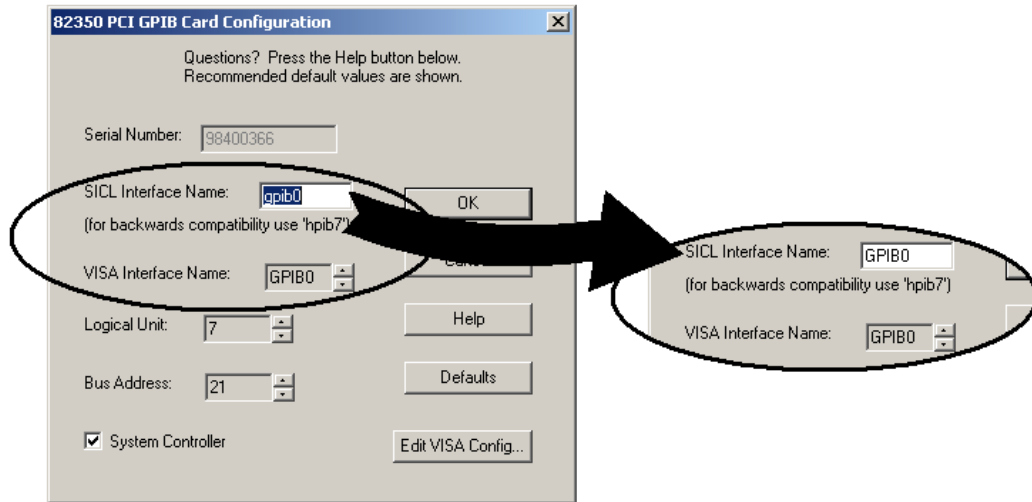 82350 PCI GPIB Card Configuration
Questions? Press the Help button below.
Recommended default values are shown.
Serial Number: 98400366
SICL Interface Name: gpib0
OK
(for backwards compatibility use 'hpib7')
VISA Interface Name: GPIB0
Logical Unit: 7
Help
Bus Address: 21
Defaults
System Controller
Edit VISA Config...
SICL Interface Name: GPIB0
(for backwards compatibility use 'hpib7')
VISA Interface Name: GPIB0